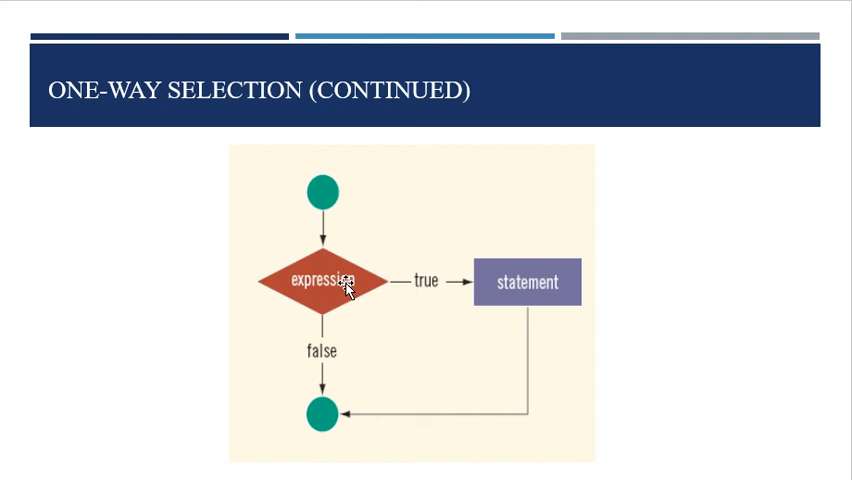 ONE-WAY SELECTION (CONTINUED)
expression
true
statement
false